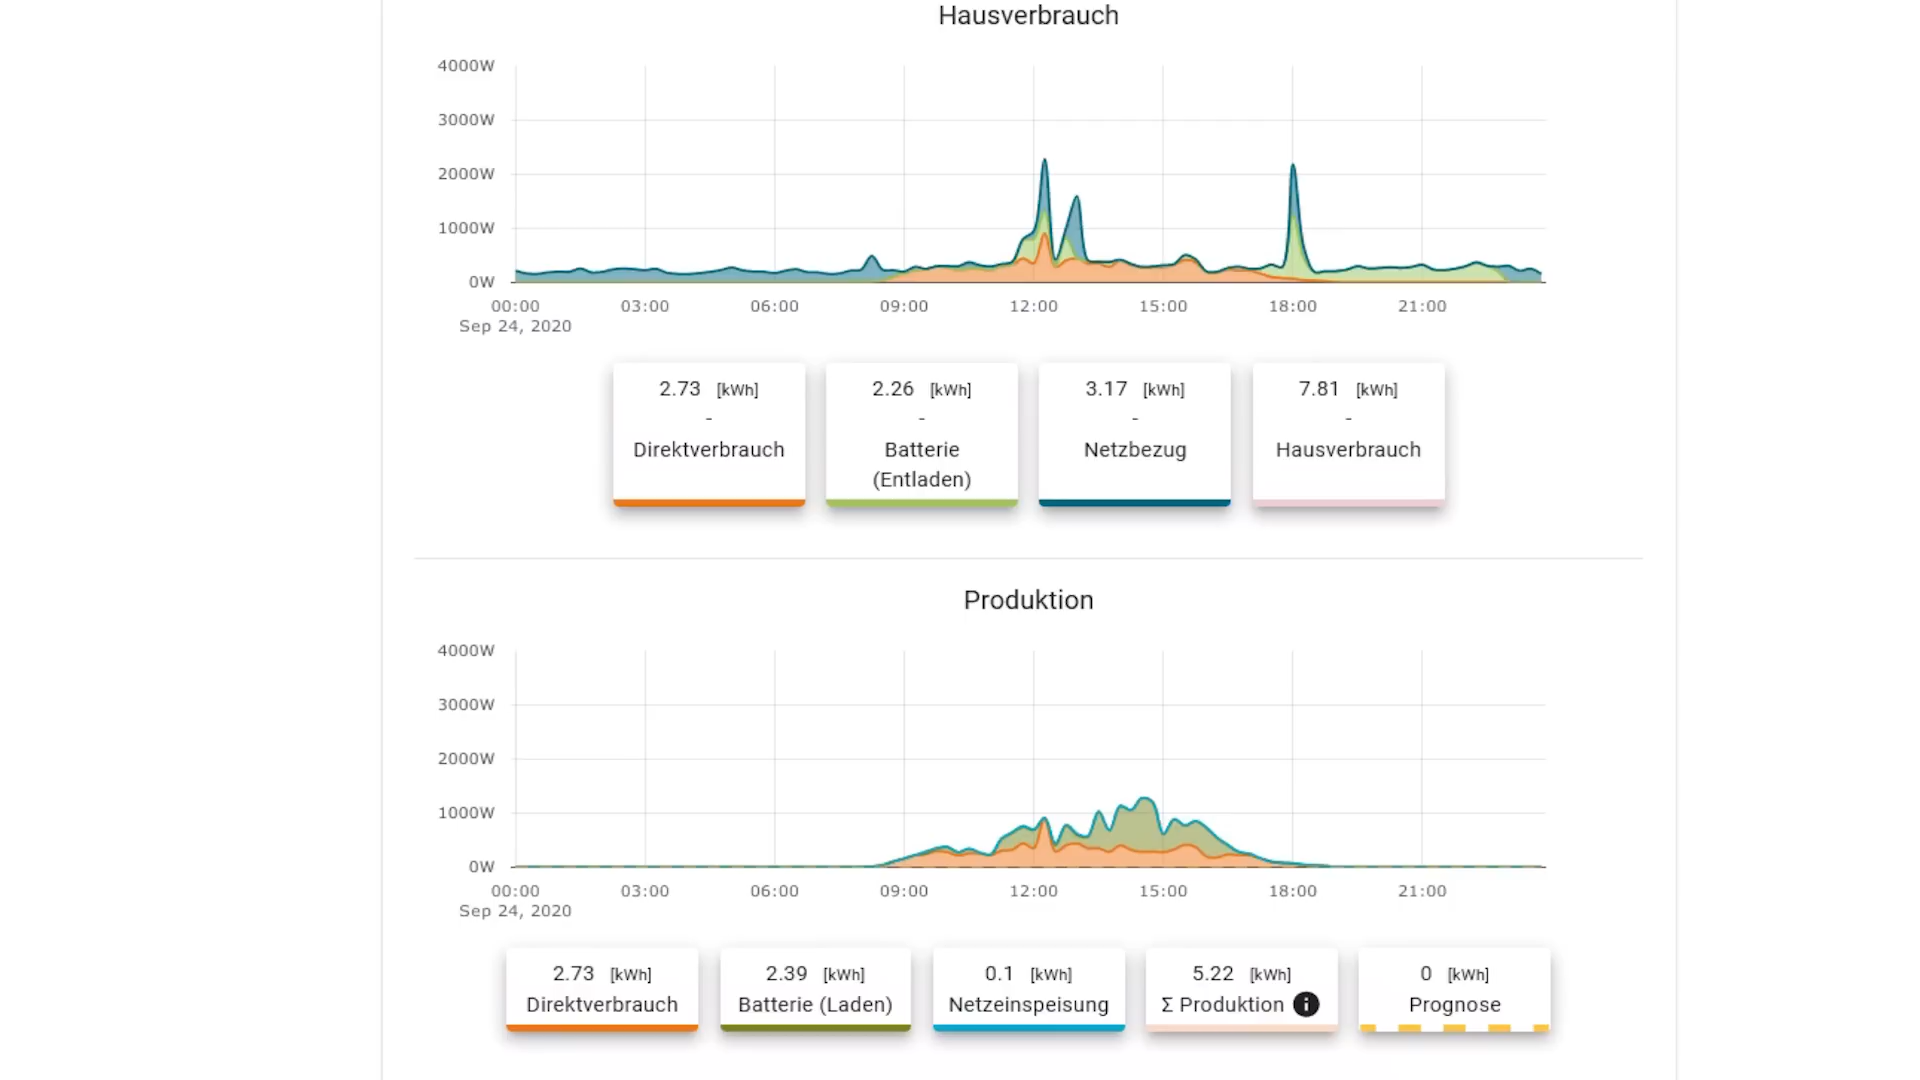 Hausverbrauch
4000W
3000W
2000W
1000W
0W
00:00 03:00 06:00 09:00 12:00 15:00 18:00 21:00
Sep 24, 2020
2.73 [kWh]
-
Direktverbrauch
2.26 [kWh]
-
Batterie
(Entladen)
3.17 [kWh]
-
Netzbezug
7.81 [kWh]
-
Hausverbrauch
Produktion
4000W
3000W
2000W
1000W
0W
00:00 03:00 06:00 09:00 12:00 15:00 18:00 21:00
Sep 24, 2020
2.73 [kWh]
Direktverbrauch
2.39 [kWh]
Batterie (Laden)
0.1 [kWh]
Netzeinspeisung
5.22 [kWh]
Σ Produktion i
0 [kWh]
Prognose